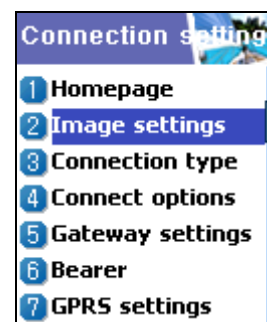 Connection setting
1 Homepage
2 Image settings
3 Connection type
4 Connect options
5 Gateway settings
6 Bearer
7 GPRS settings